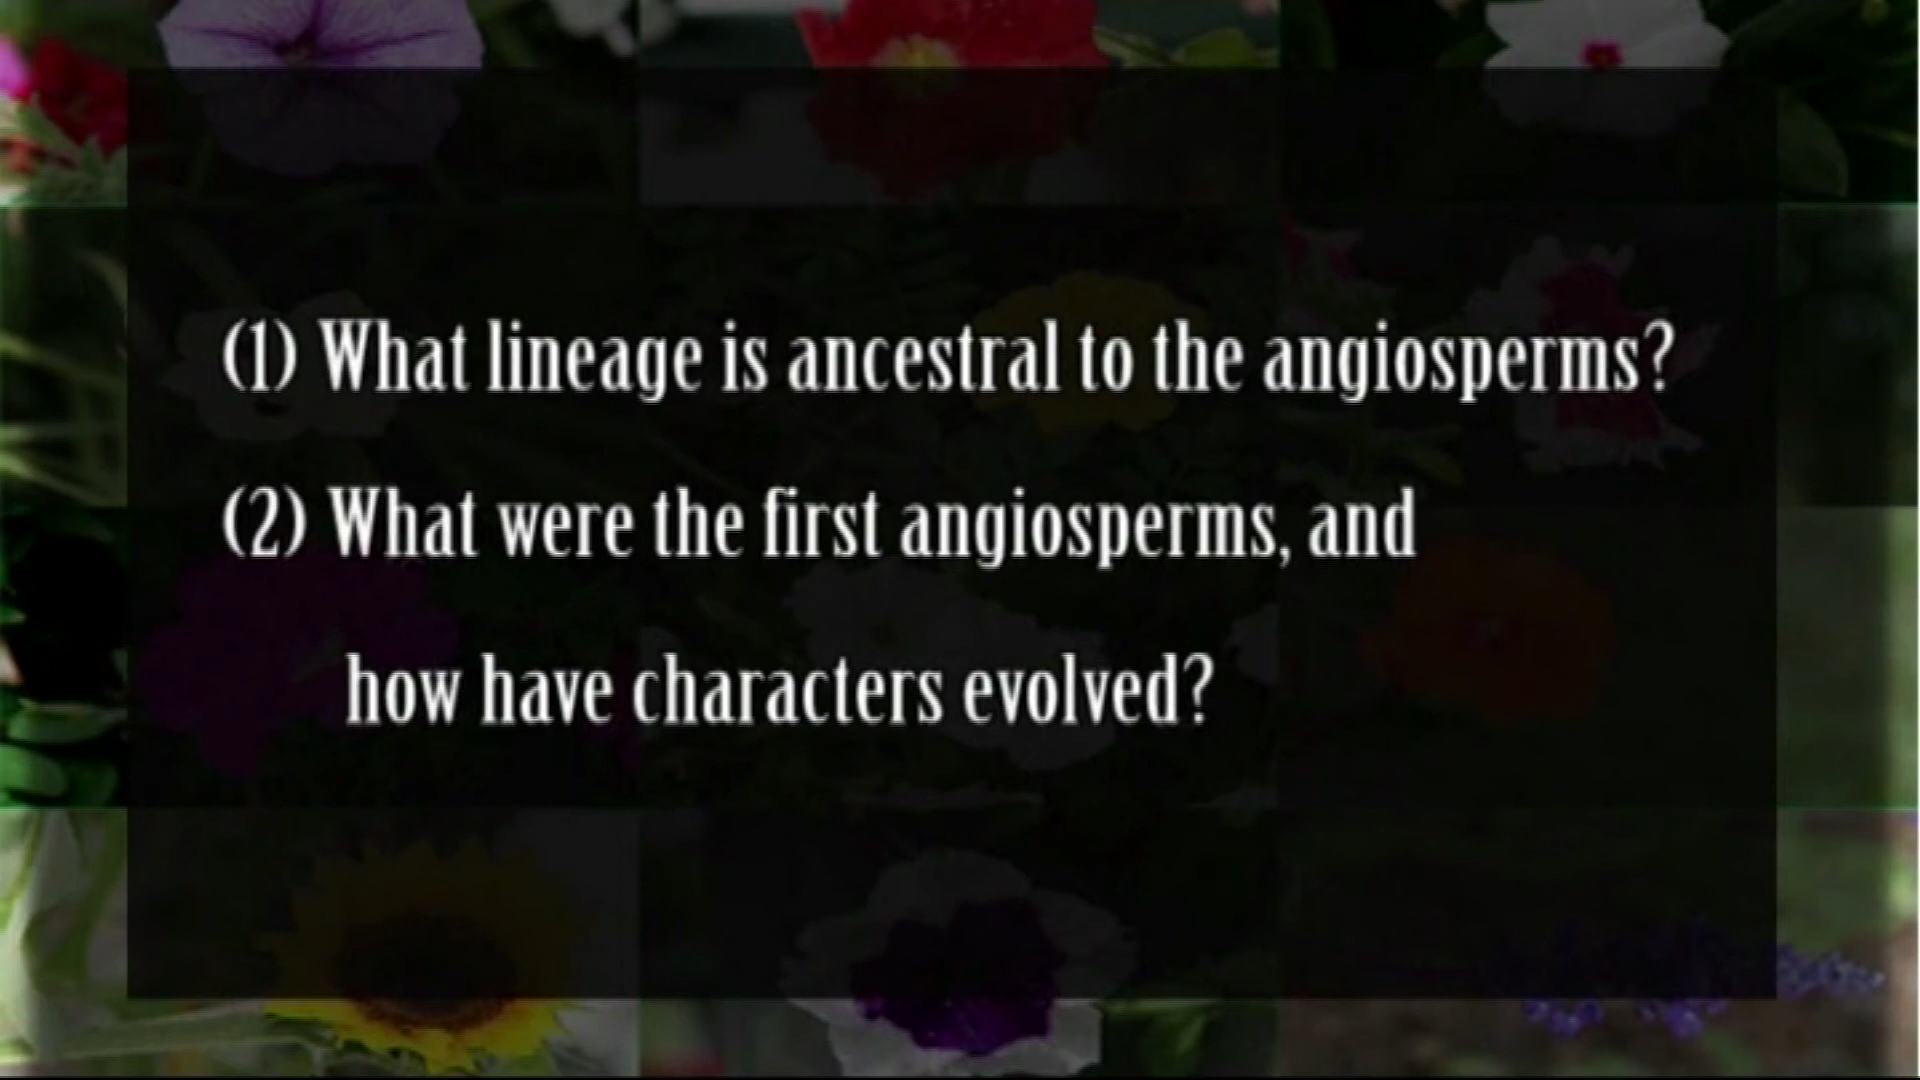 (1) What lineage is ancestral to the angiosperms?
(2) What were the first angiosperms, and
how have characters evolved?